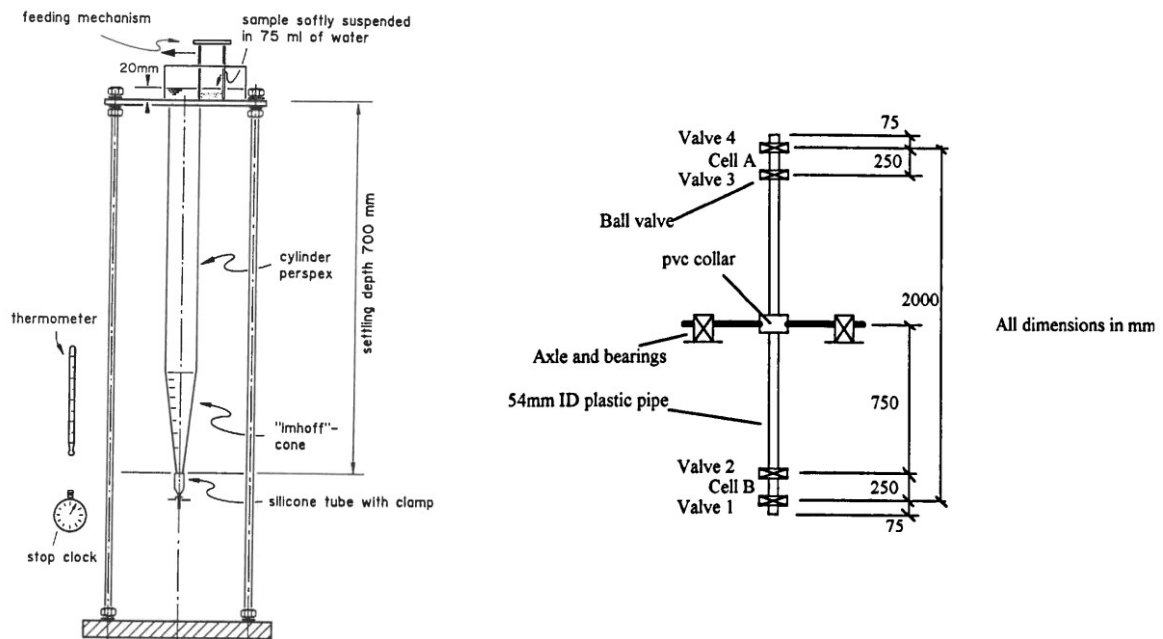 feeding mechanism
sample softly suspended
in 75 ml of water
20mm
settling depth 700 mm
cylinder
perspex
thermometer
"Imhoff"-
cone
silicone tube with clamp
stop clock
75
Valve 4
Cell A
250
Valve 3
Ball valve
pvc collar
2000
All dimensions in mm
Axle and bearings
750
54mm ID plastic pipe
Valve 2
Cell B
250
Valve 1
75